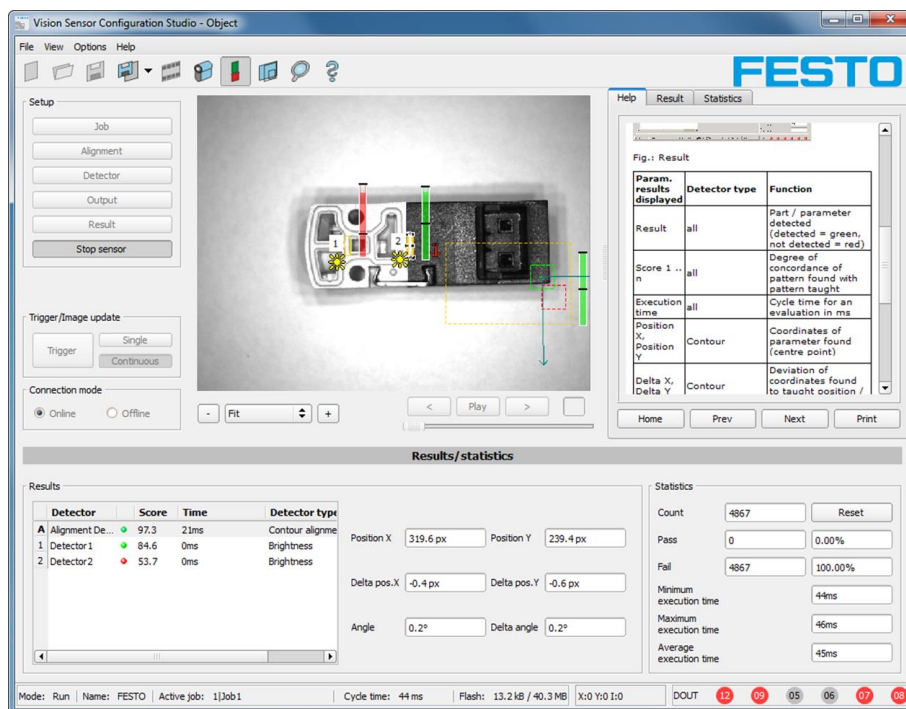 Vision Sensor Configuration Studio - Object
File View Options Help
FESTO
Setup
Job
Alignment
Detector
Output
Result
Stop sensor
Trigger/Image update
Trigger
Single
Continuous
Connection mode
Online
Offline
1
2
-
Fit
+
<
Play
>
Help
Result
Statistics
Fig.: Result
Param. results displayed
Detector type
Function
Result
all
Part / parameter
detected
(detected = green,
not detected = red)
Score 1 ..
n
all
Degree of
concordance of
pattern found with
pattern taught
Execution
time
all
Cycle time for an
evaluation in ms
Position
X,
Position
Y
Contour
Coordinates of
parameter found
(centre point)
Delta X,
Delta Y
Contour
Deviation of
coordinates found
to taught position /
Home
Prev
Next
Print
Results/statistics
Results
Detector Score Time Detector type
A Alignment De... 97.3 21ms Contour alignme
1 Detector1 84.6 0ms Brightness
2 Detector2 53.7 0ms Brightness
Position X 319.6 px Position Y 239.4 px
Delta pos.X -0.4 px Delta pos.Y -0.6 px
Angle 0.2° Delta angle 0.2°
Statistics
Count 4867 Reset
Pass 0 0.00%
Fail 4867 100.00%
Minimum
execution time
44ms
Maximum
execution time
46ms
Average
execution time
45ms
Mode: Run Name: FESTO Active job: 1|Job1 Cycle time: 44 ms Flash: 13.2 kB / 40.3 MB X:0 Y:0 I:0 DOUT 12 09 05 06 07 08